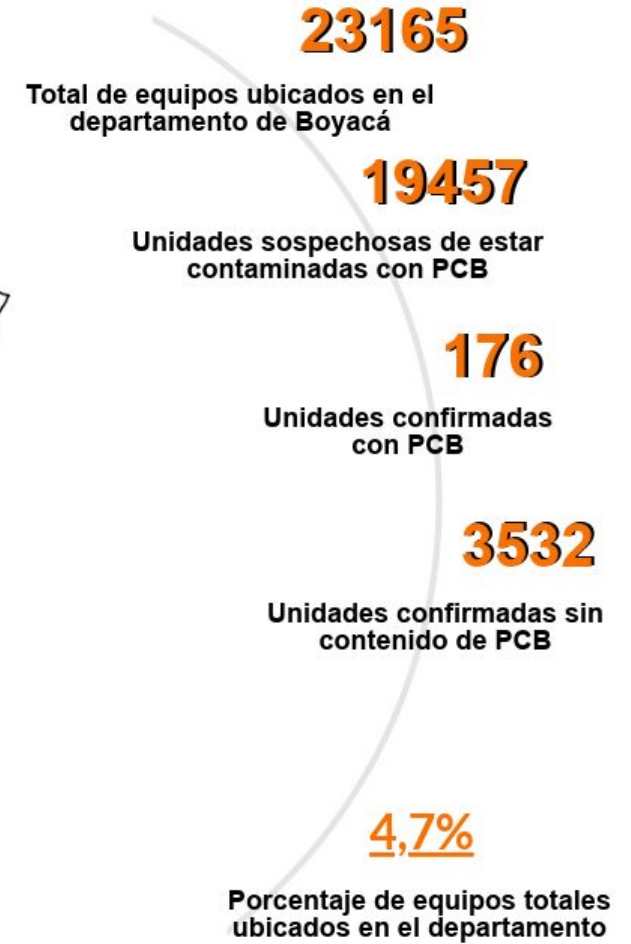 23165
Total de equipos ubicados en el
departamento de Boyacá
19457
Unidades sospechosas de estar
contaminadas con PCB
176
Unidades confirmadas
con PCB
3532
Unidades confirmadas sin
contenido de PCB
4,7%
Porcentaje de equipos totales
ubicados en el departamento